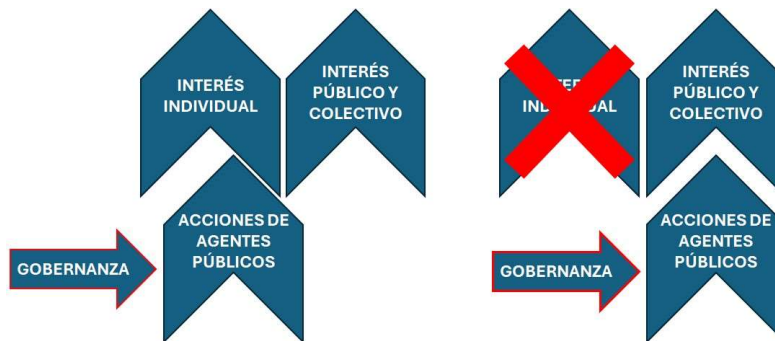 INTERÉS
INDIVIDUAL
INTERÉS
PÚBLICO Y
COLECTIVO
ACCIONES DE
AGENTES
PÚBLICOS
GOBERNANZA
INTERÉS
PÚBLICO Y
COLECTIVO
ACCIONES DE
AGENTES
PÚBLICOS
GOBERNANZA